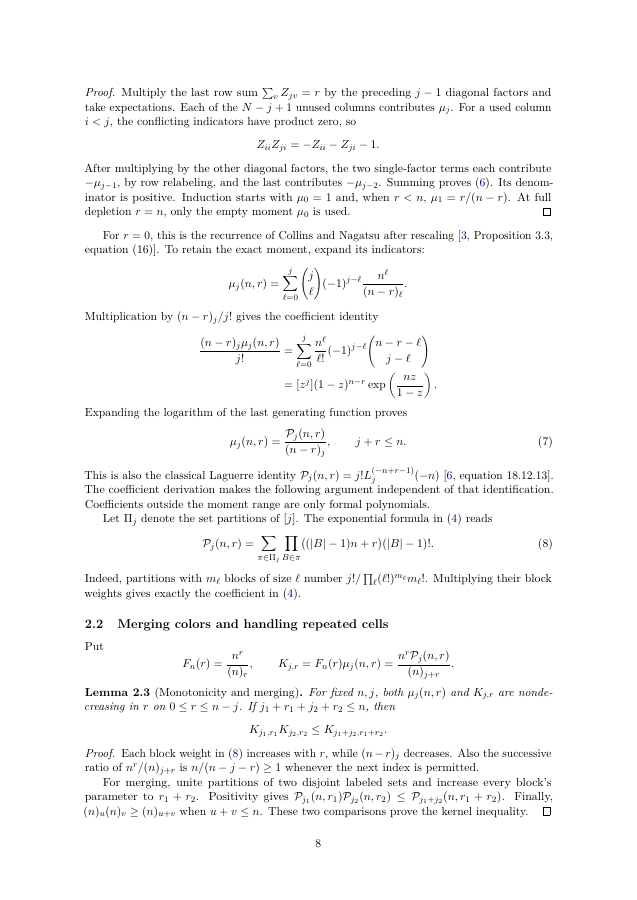 Proof. Multiply the last row sum ∑_v Z_{jv} = r by the preceding j − 1 diagonal factors and
take expectations. Each of the N − j + 1 unused columns contributes μ_j. For a used column
i < j, the conflicting indicators have product zero, so
Z_{ii}Z_{ji} = −Z_{ii} − Z_{ji} − 1.
After multiplying by the other diagonal factors, the two single-factor terms each contribute
−μ_{j−1}, by row relabeling, and the last contributes −μ_{j−2}. Summing proves (6). Its denom-
inator is positive. Induction starts with μ_0 = 1 and, when r < n, μ_1 = r/(n − r). At full
depletion r = n, only the empty moment μ_0 is used. □
For r = 0, this is the recurrence of Collins and Nagatsu after rescaling [3, Proposition 3.3,
equation (16)]. To retain the exact moment, expand its indicators:
μ_j(n, r) = ∑_{ℓ=0}^{j} \binom{j}{ℓ} (−1)^{j−ℓ} \frac{n^ℓ}{(n − r)_ℓ}.
Multiplication by (n − r)_j/j! gives the coefficient identity
\frac{(n − r)_j μ_j(n, r)}{j!} = ∑_{ℓ=0}^{j} \frac{n^ℓ}{ℓ!} (−1)^{j−ℓ} \binom{n − r − ℓ}{j − ℓ}
= [z^j](1 − z)^{n−r} exp(\frac{nz}{1 − z}).
Expanding the logarithm of the last generating function proves
μ_j(n, r) = \frac{𝒫_j(n, r)}{(n − r)_j}, j + r ≤ n. (7)
This is also the classical Laguerre identity 𝒫_j(n, r) = j!L_j^{(−n+r−1)}(−n) [6, equation 18.12.13].
The coefficient derivation makes the following argument independent of that identification.
Coefficients outside the moment range are only formal polynomials.
Let Π_j denote the set partitions of [j]. The exponential formula in (4) reads
𝒫_j(n, r) = ∑_{π∈Π_j} ∏_{B∈π} ((|B| − 1)n + r)(|B| − 1)!. (8)
Indeed, partitions with m_ℓ blocks of size ℓ number j!/∏_ℓ(ℓ!)^{m_ℓ}m_ℓ!. Multiplying their block
weights gives exactly the coefficient in (4).
2.2 Merging colors and handling repeated cells
Put
F_n(r) = \frac{n^r}{(n)_r}, K_{j,r} = F_n(r)μ_j(n, r) = \frac{n^r 𝒫_j(n, r)}{(n)_{j+r}}.
Lemma 2.3 (Monotonicity and merging). For fixed n, j, both μ_j(n, r) and K_{j,r} are nonde-
creasing in r on 0 ≤ r ≤ n − j. If j_1 + r_1 + j_2 + r_2 ≤ n, then
K_{j_1,r_1}K_{j_2,r_2} ≤ K_{j_1+j_2,r_1+r_2}.
Proof. Each block weight in (8) increases with r, while (n − r)_j decreases. Also the successive
ratio of n^r/(n)_{j+r} is n/(n − j − r) ≥ 1 whenever the next index is permitted.
For merging, unite partitions of two disjoint labeled sets and increase every block's
parameter to r_1 + r_2. Positivity gives 𝒫_{j_1}(n, r_1)𝒫_{j_2}(n, r_2) ≤ 𝒫_{j_1+j_2}(n, r_1 + r_2). Finally,
(n)_u(n)_v ≥ (n)_{u+v} when u + v ≤ n. These two comparisons prove the kernel inequality. □
8